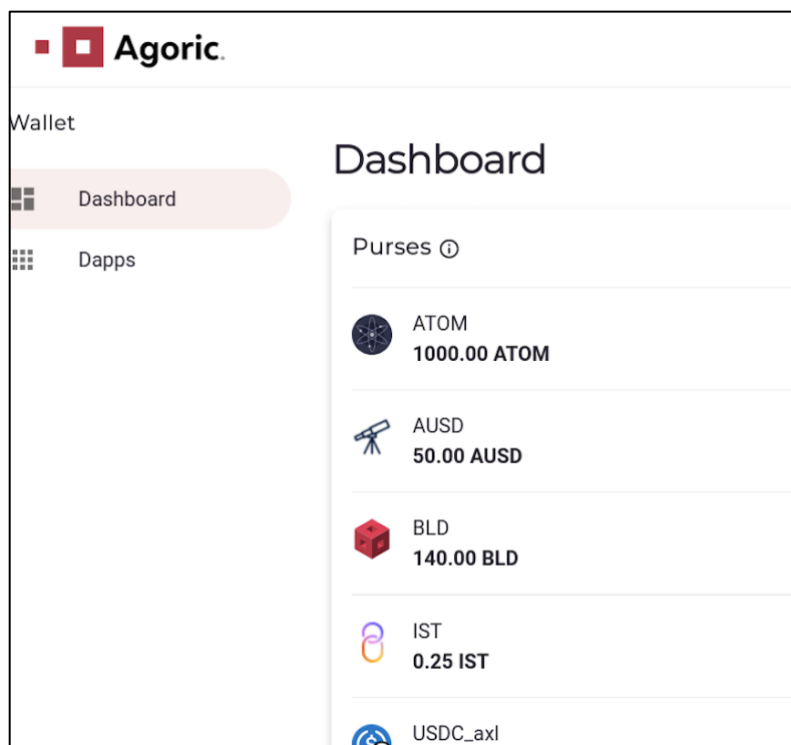 Agoric.
Wallet
Dashboard
Dapps
Dashboard
Purses
ATOM
1000.00 ATOM
AUSD
50.00 AUSD
BLD
140.00 BLD
IST
0.25 IST
USDC_axl